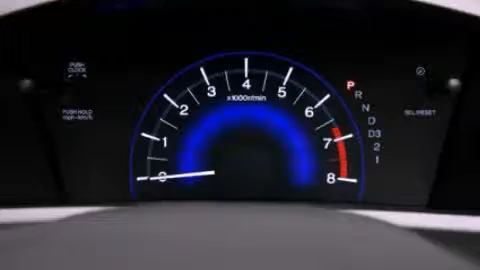 PUSH
CLOCK
PUSH HOLD
mph↔km/h
0
1
2
3
4
5
6
7
8
x1000r/min
P
R
N
D
D3
2
1
SEL/RESET